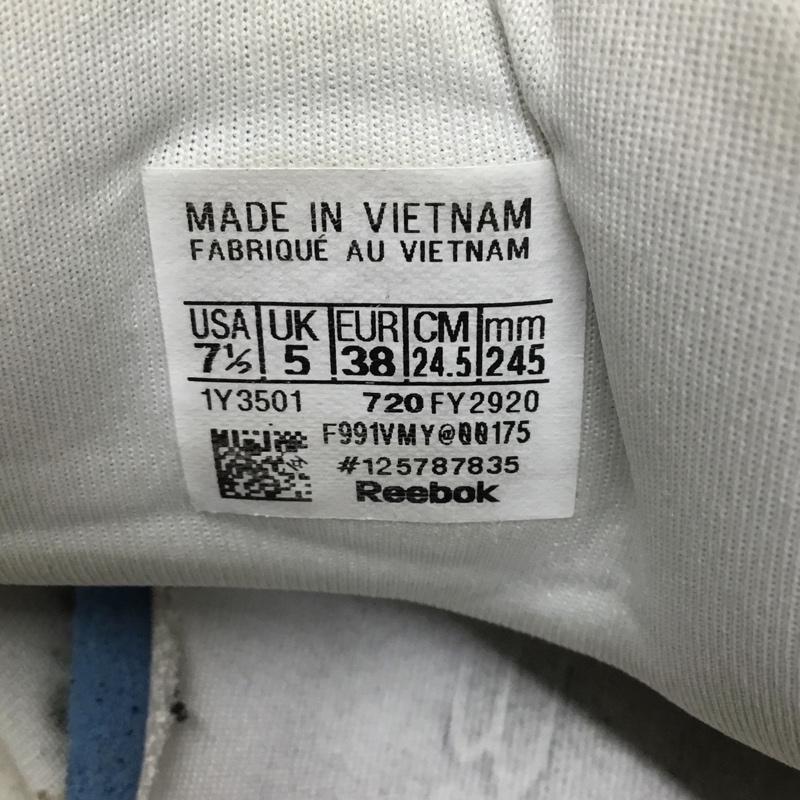 MADE IN VIETNAM
FABRIQUÉ AU VIETNAM
USA UK EUR CM mm
7½ 5 38 24.5 245
1Y3501 720 FY2920
F991VMY@00175
#125787835
Reebok